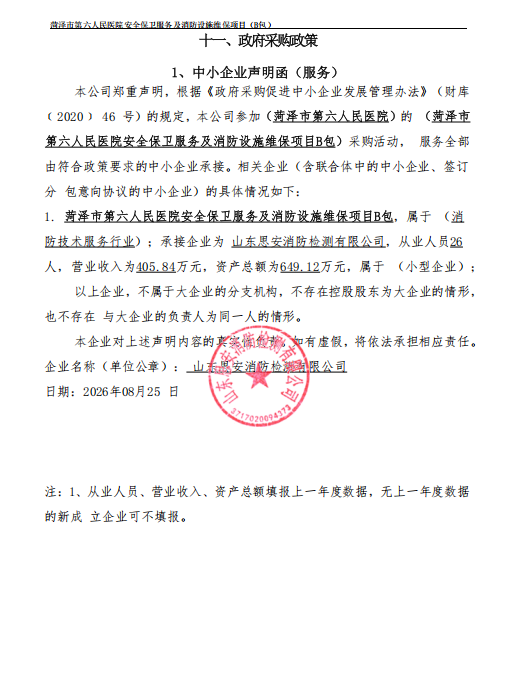 菏泽市第六人民医院安全保卫服务及消防设施维保项目（B包）
十一、政府采购政策
1、中小企业声明函（服务）
本公司郑重声明，根据《政府采购促进中小企业发展管理办法》（财库
﹝2020﹞46 号）的规定，本公司参加（菏泽市第六人民医院）的 （菏泽市
第六人民医院安全保卫服务及消防设施维保项目B包）采购活动， 服务全部
由符合政策要求的中小企业承接。相关企业（含联合体中的中小企业、签订
分 包意向协议的中小企业）的具体情况如下：
1. 菏泽市第六人民医院安全保卫服务及消防设施维保项目B包，属于 （消
防技术服务行业）；承接企业为 山东思安消防检测有限公司，从业人员26
人， 营业收入为405.84万元，资产总额为649.12万元，属于 （小型企业）；
以上企业，不属于大企业的分支机构，不存在控股股东为大企业的情形，
也不存在 与大企业的负责人为同一人的情形。
本企业对上述声明内容的真实性负责。如有虚假，将依法承担相应责任。
企业名称（单位公章）： 山东思安消防检测有限公司
山东思安消防检测有限公司
3717020094373
日期：2026年08月25 日
注：1、从业人员、营业收入、资产总额填报上一年度数据，无上一年度数据
的新成 立企业可不填报。